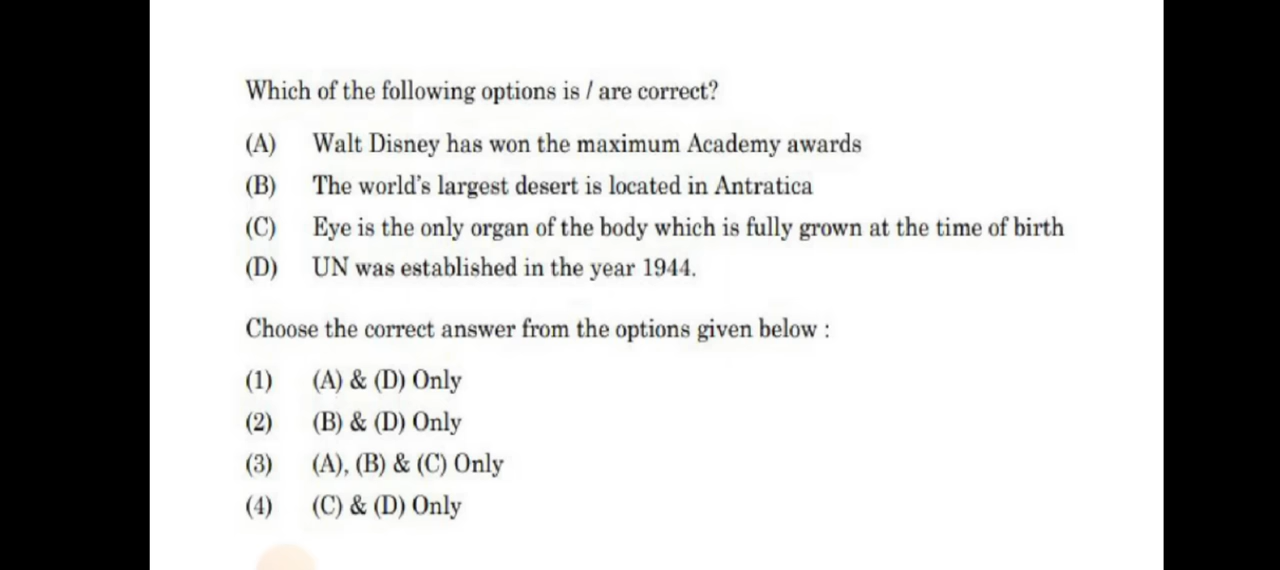 Which of the following options is / are correct?
(A) Walt Disney has won the maximum Academy awards
(B) The world's largest desert is located in Antratica
(C) Eye is the only organ of the body which is fully grown at the time of birth
(D) UN was established in the year 1944.
Choose the correct answer from the options given below :
(1) (A) & (D) Only
(2) (B) & (D) Only
(3) (A), (B) & (C) Only
(4) (C) & (D) Only